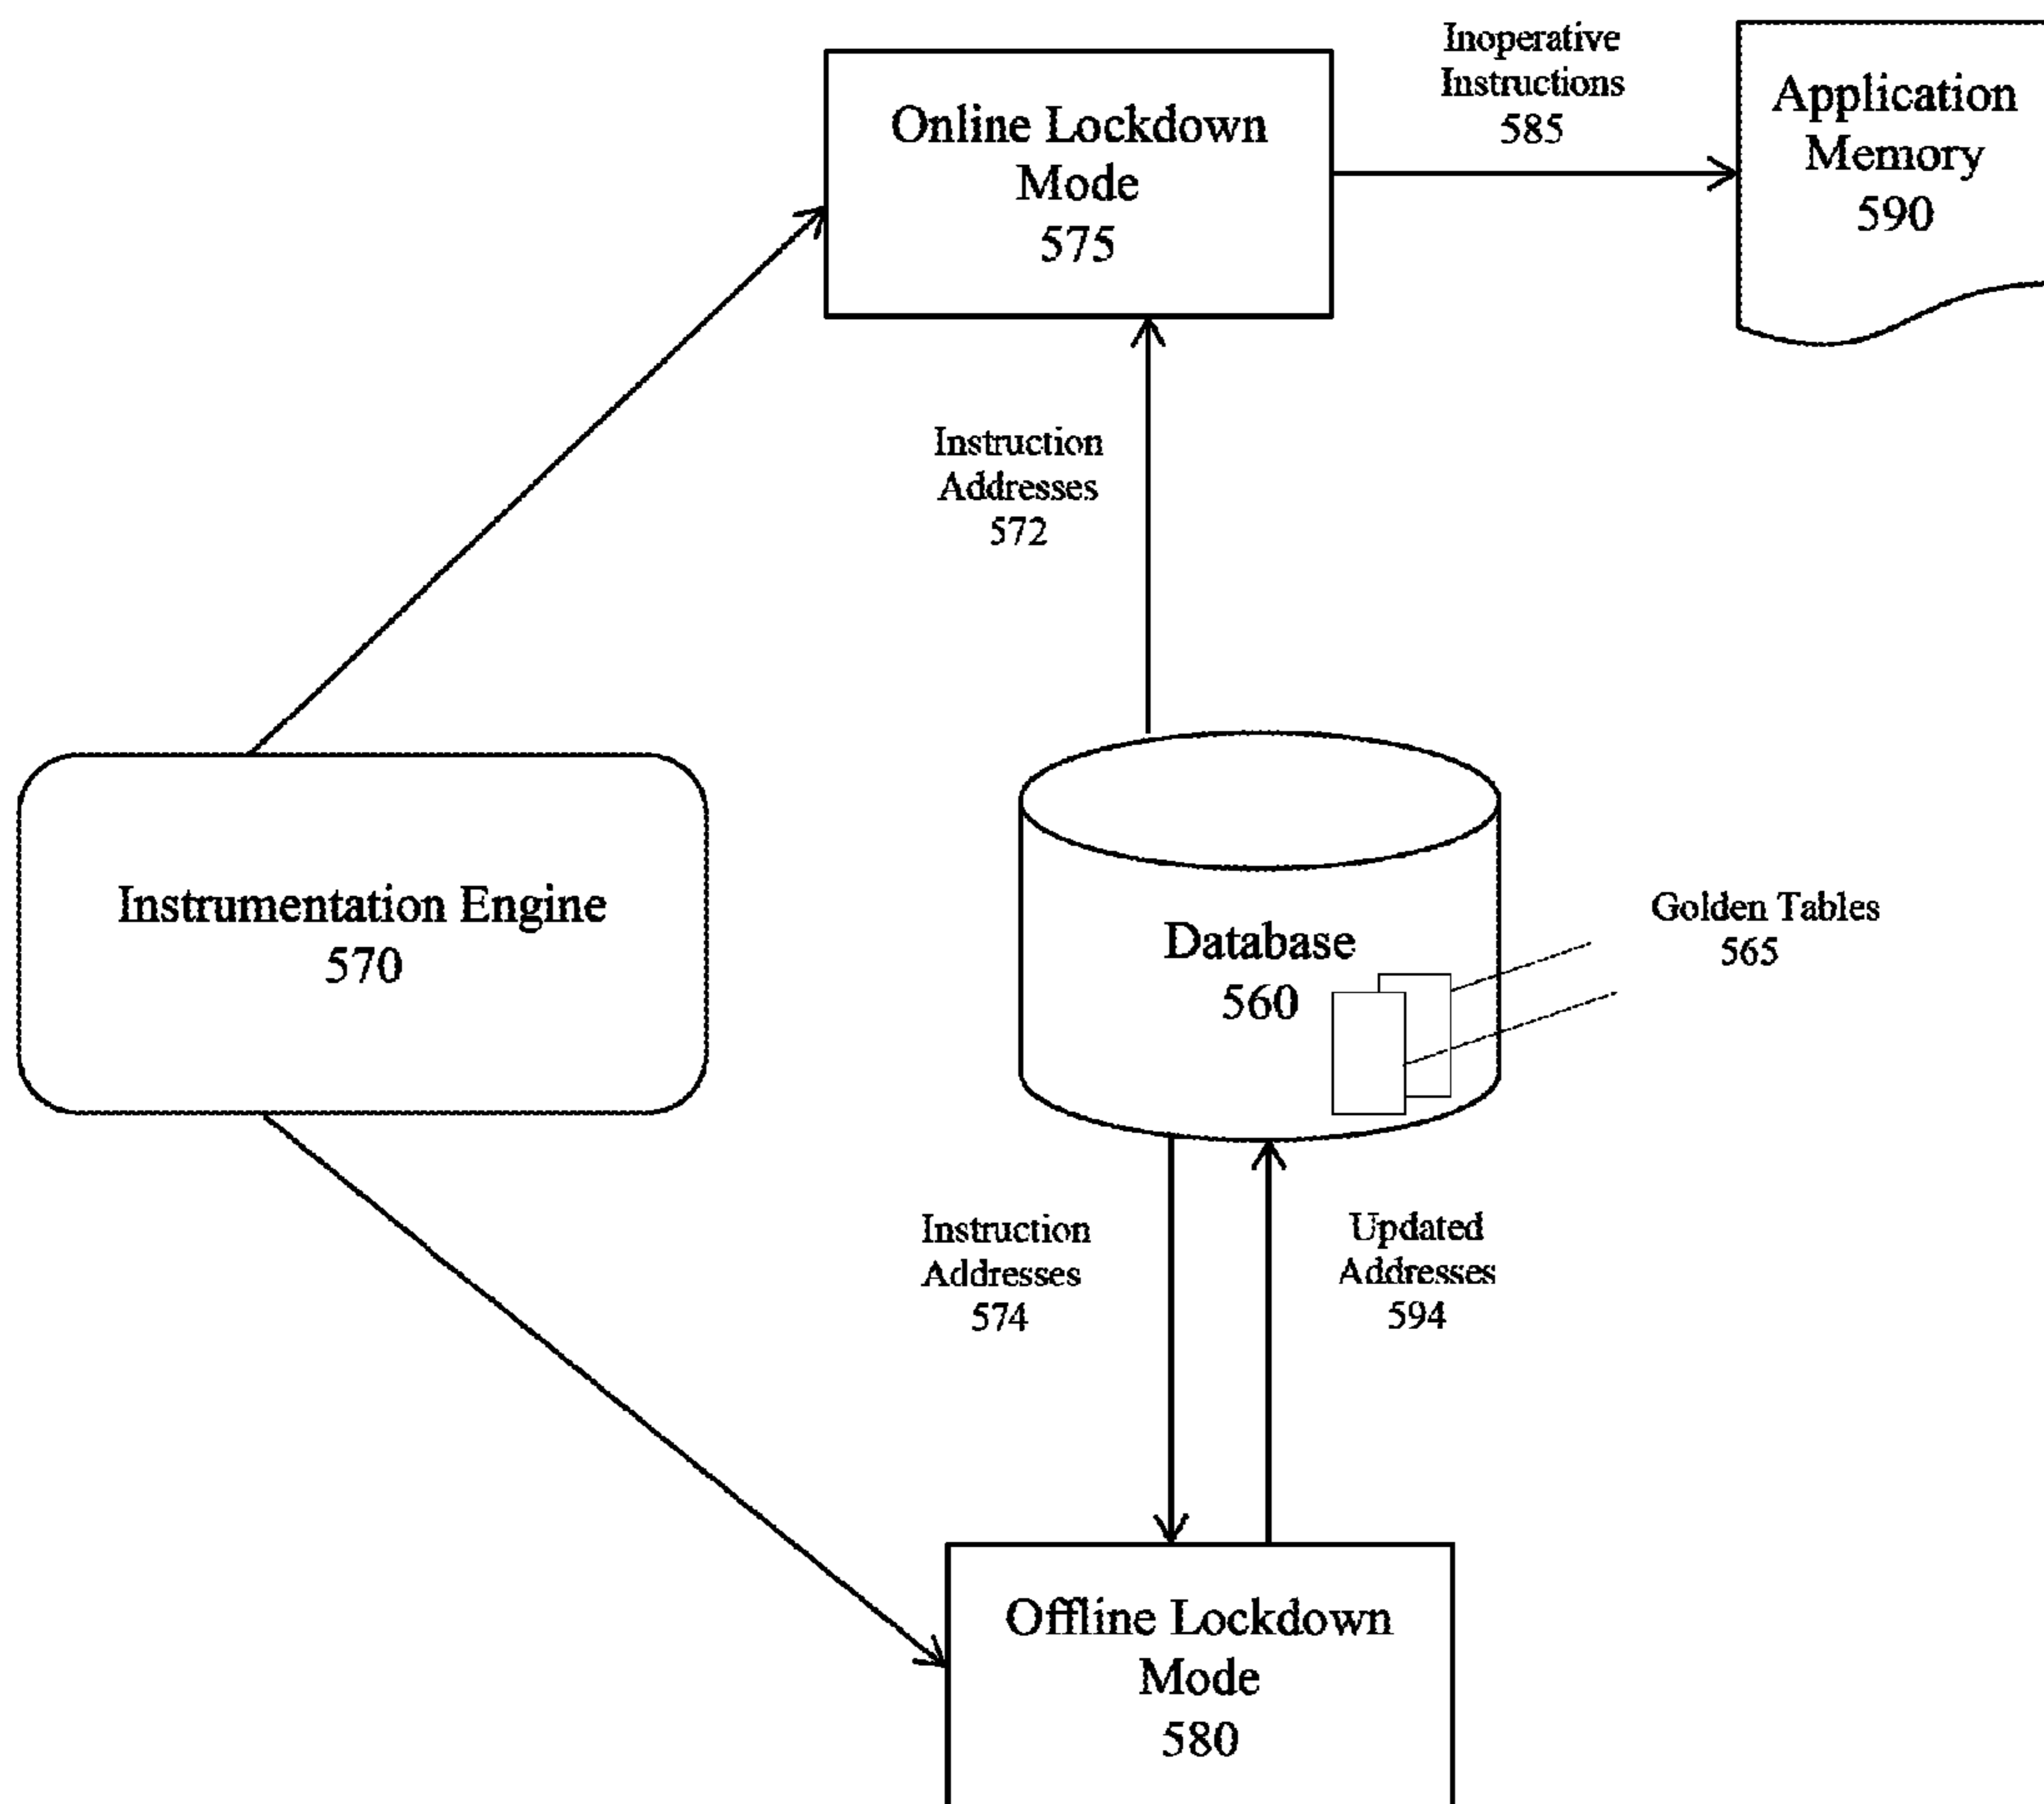 Inoperative
Instructions
585
Application
Memory
590
Online Lockdown
Mode
575
Instruction
Addresses
572
Instrumentation Engine
570
Database
560
Golden Tables
565
Instruction
Addresses
574
Updated
Addresses
594
Offline Lockdown
Mode
580